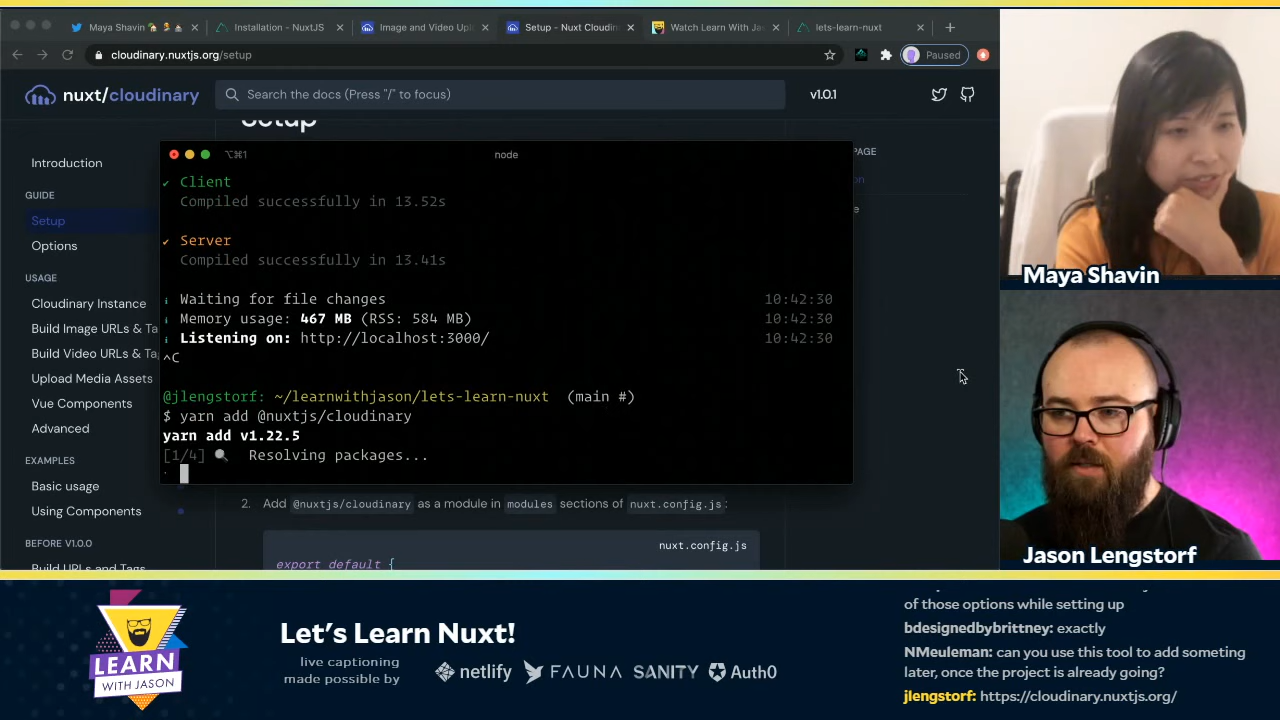 Maya Shavin
Installation - NuxtJS
Image and Video Uplo
Setup - Nuxt Cloudin
Watch Learn With Ja
lets-learn-nuxt
cloudinary.nuxtjs.org/setup
Paused
nuxt/cloudinary
Search the docs (Press "/" to focus)
v1.0.1
Setup
Introduction
GUIDE
Setup
Options
USAGE
Cloudinary Instance
Build Image URLs & Ta
Build Video URLs & Ta
Upload Media Assets
Vue Components
Advanced
EXAMPLES
Basic usage
Using Components
BEFORE V1.0.0
Build URLs and Tags
PAGE
⌥⌘1
node
✔ Client
Compiled successfully in 13.52s
✔ Server
Compiled successfully in 13.41s
ℹ Waiting for file changes 10:42:30
ℹ Memory usage: 467 MB (RSS: 584 MB) 10:42:30
ℹ Listening on: http://localhost:3000/ 10:42:30
^C
@jlengstorf: ~/learnwithjason/lets-learn-nuxt (main #)
$ yarn add @nuxtjs/cloudinary
yarn add v1.22.5
[1/4] 🔍 Resolving packages...
2. Add @nuxtjs/cloudinary as a module in modules sections of nuxt.config.js:
nuxt.config.js
export default {
Maya Shavin
Jason Lengstorf
LEARN
WITH JASON
Let's Learn Nuxt!
live captioning
made possible by
netlify
FAUNA
SANITY
Auth0
of those options while setting up
bdesignedbybrittney: exactly
NMeuleman: can you use this tool to add someting
later, once the project is already going?
jlengstorf: https://cloudinary.nuxtjs.org/